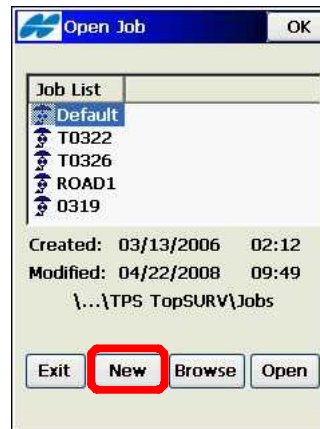 Open Job OK
Job List
Default
T0322
T0326
ROAD1
0319
Created: 03/13/2006 02:12
Modified: 04/22/2008 09:49
\...\TPS TopSURV\Jobs
Exit New Browse Open